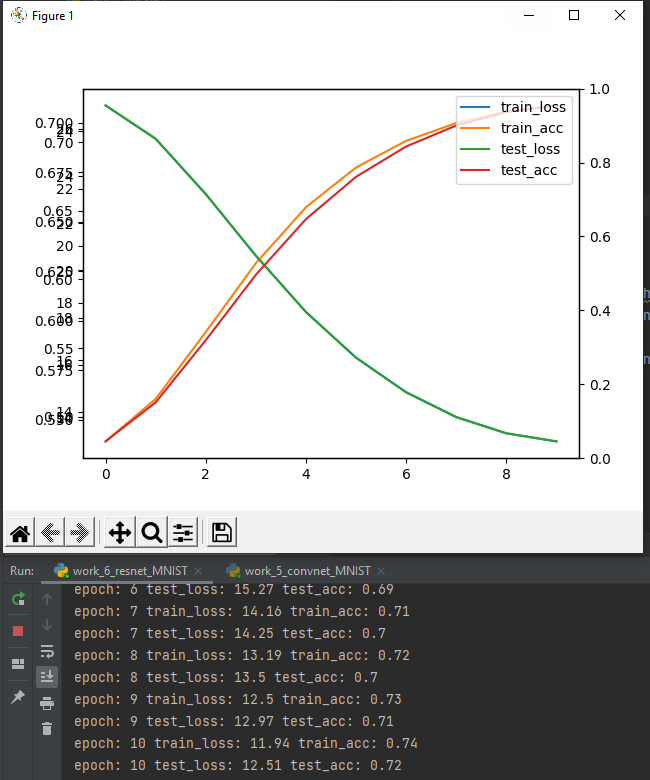 Figure 1
train_loss
train_acc
test_loss
test_acc
1.0
0.8
0.6
0.4
0.2
0.0
0.700
0.70
0.675
24
22
0.65
0.650
22
20
0.625
20
0.60
18
0.600
18
0.55
16
0.575
14
0.550
0 2 4 6 8
Run: work_6_resnet_MNIST work_5_convnet_MNIST
epoch: 6 test_loss: 15.27 test_acc: 0.69
epoch: 7 train_loss: 14.16 train_acc: 0.71
epoch: 7 test_loss: 14.25 test_acc: 0.7
epoch: 8 train_loss: 13.19 train_acc: 0.72
epoch: 8 test_loss: 13.5 test_acc: 0.7
epoch: 9 train_loss: 12.5 train_acc: 0.73
epoch: 9 test_loss: 12.97 test_acc: 0.71
epoch: 10 train_loss: 11.94 train_acc: 0.74
epoch: 10 test_loss: 12.51 test_acc: 0.72